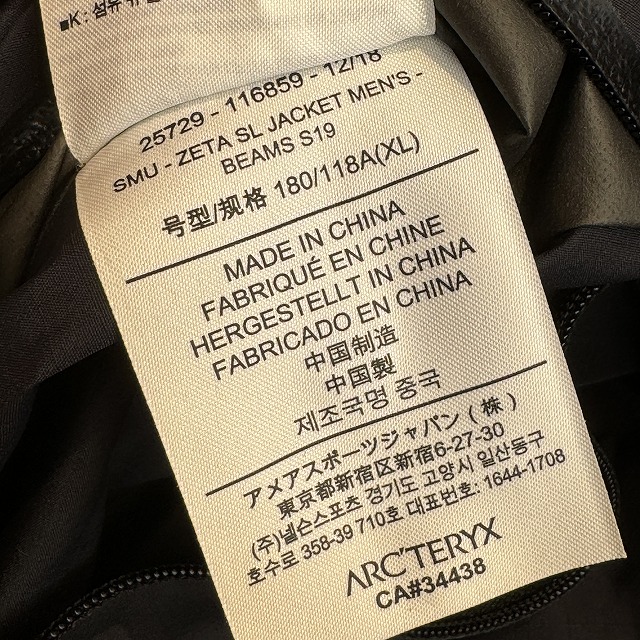 ■K: 섬유
25729 - 116859 - 12/18
SMU - ZETA SL JACKET MEN'S -
BEAMS S19
号型/规格 180/118A(XL)
MADE IN CHINA
FABRIQUÉ EN CHINE
HERGESTELLT IN CHINA
FABRICADO EN CHINA
中国制造
中国製
제조국명 중국
アメアスポーツジャパン(株)
東京都新宿区新宿6-27-30
(주)넬슨스포츠 경기도 고양시 일산동구
호수로 358-39 710호 대표번호: 1644-1708
ARC'TERYX
CA#34438